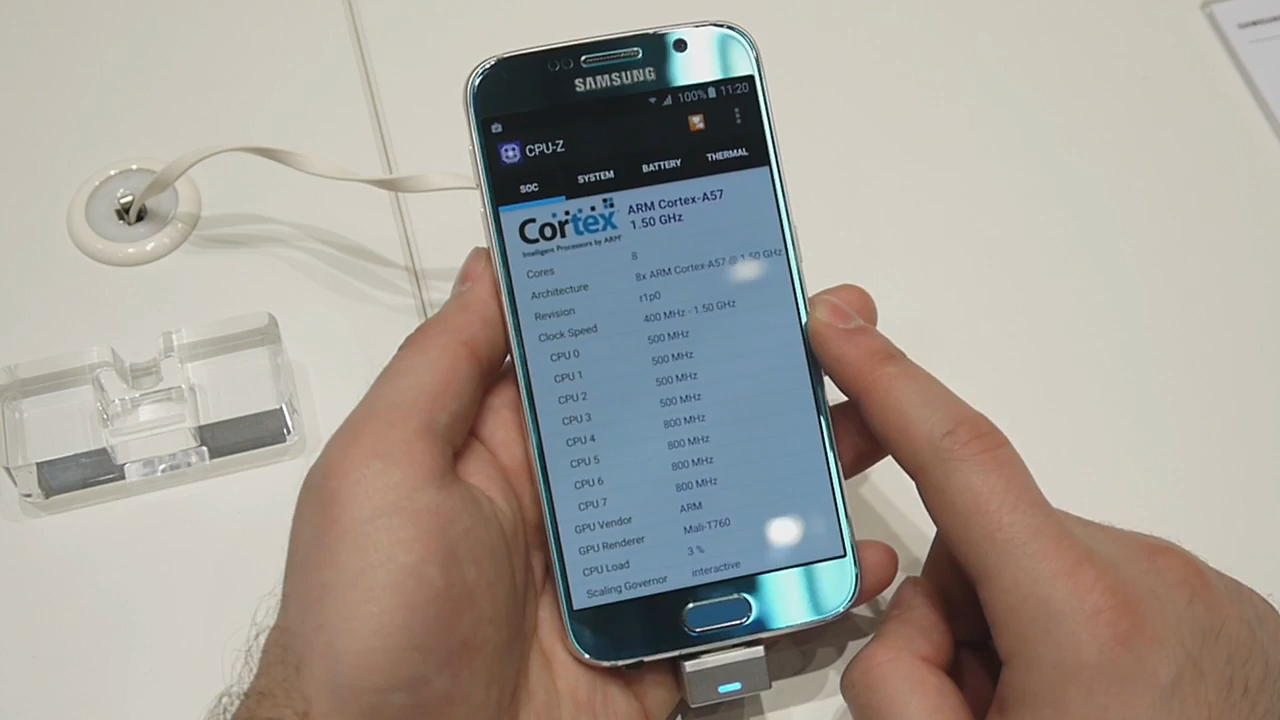 SAMSUNG
100% 11:20
CPU-Z
SOC SYSTEM BATTERY THERMAL
Cortex
Intelligent Processors by ARM
ARM Cortex-A57
1.50 GHz
Cores 8
Architecture 8x ARM Cortex-A57 @ 1.50 GHz
Revision r1p0
Clock Speed 400 MHz - 1.50 GHz
CPU 0 500 MHz
CPU 1 500 MHz
CPU 2 500 MHz
CPU 3 500 MHz
CPU 4 800 MHz
CPU 5 800 MHz
CPU 6 800 MHz
CPU 7 800 MHz
GPU Vendor ARM
GPU Renderer Mali-T760
CPU Load 3 %
Scaling Governor interactive